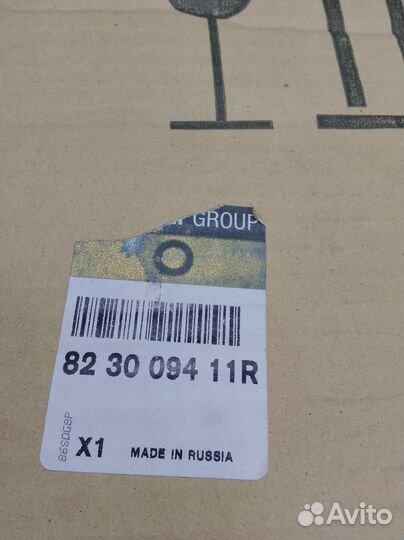 GROUP
82 30 094 11R
86SDG8P
X1 MADE IN RUSSIA
Avito